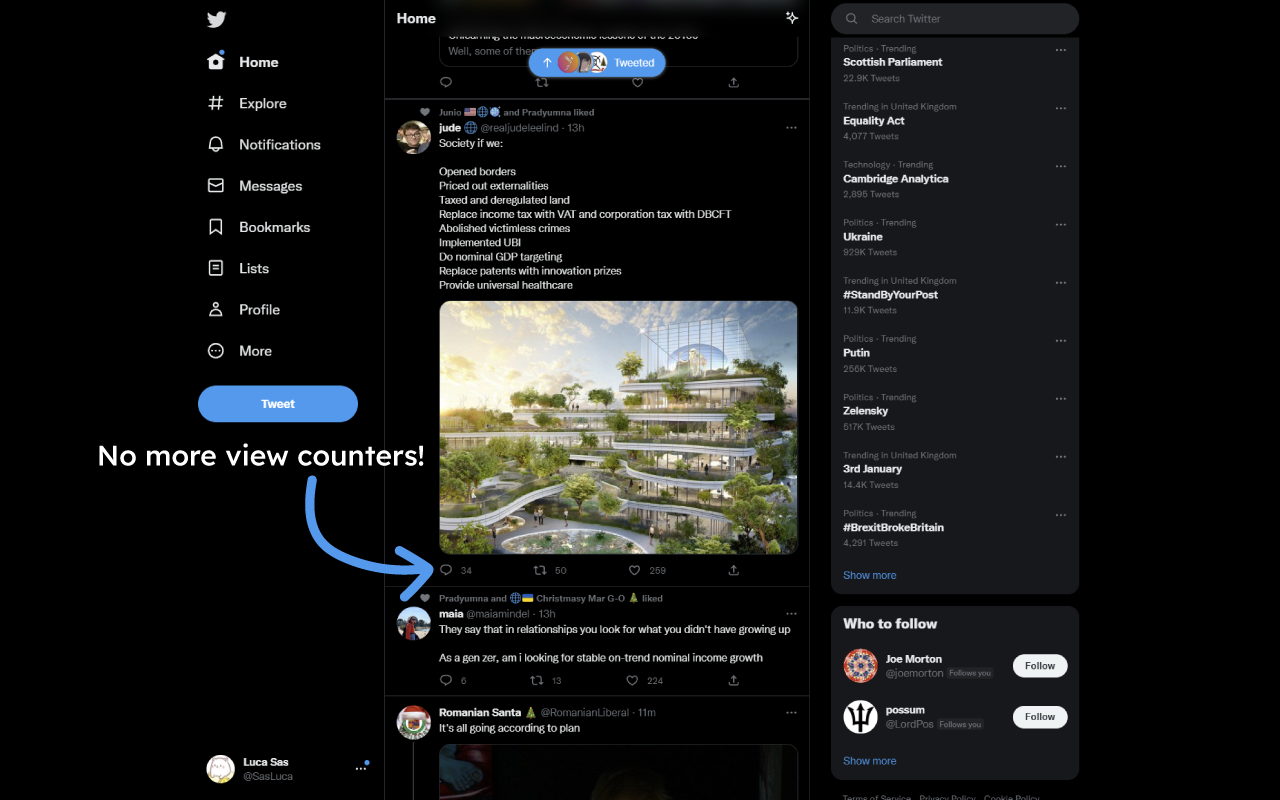 Home
Explore
Notifications
Messages
Bookmarks
Lists
Profile
More
Tweet
No more view counters!
Luca Sas
@SasLuca
Home
Unlearning the macroeconomic lessons of the 2010s
Well, some of them
Tweeted
Junio and Pradyumna liked
jude @realjudeleelind · 13h
Society if we:
Opened borders
Priced out externalities
Taxed and deregulated land
Replace income tax with VAT and corporation tax with DBCFT
Abolished victimless crimes
Implemented UBI
Do nominal GDP targeting
Replace patents with innovation prizes
Provide universal healthcare
34 50 259
Pradyumna and Christmasy Mar G-O liked
maia @maiamindel · 13h
They say that in relationships you look for what you didn't have growing up
As a gen zer, am i looking for stable on-trend nominal income growth
6 13 224
Romanian Santa @RomanianLiberal · 11m
It's all going according to plan
Search Twitter
Politics · Trending
Scottish Parliament
22.9K Tweets
Trending in United Kingdom
Equality Act
4,077 Tweets
Technology · Trending
Cambridge Analytica
2,895 Tweets
Politics · Trending
Ukraine
929K Tweets
Trending in United Kingdom
#StandByYourPost
11.9K Tweets
Politics · Trending
Putin
256K Tweets
Politics · Trending
Zelensky
517K Tweets
Trending in United Kingdom
3rd January
14.4K Tweets
Politics · Trending
#BrexitBrokeBritain
4,291 Tweets
Show more
Who to follow
Joe Morton
@joemorton Follows you
Follow
possum
@LordPos Follows you
Follow
Show more
Terms of Service Privacy Policy Cookie Policy